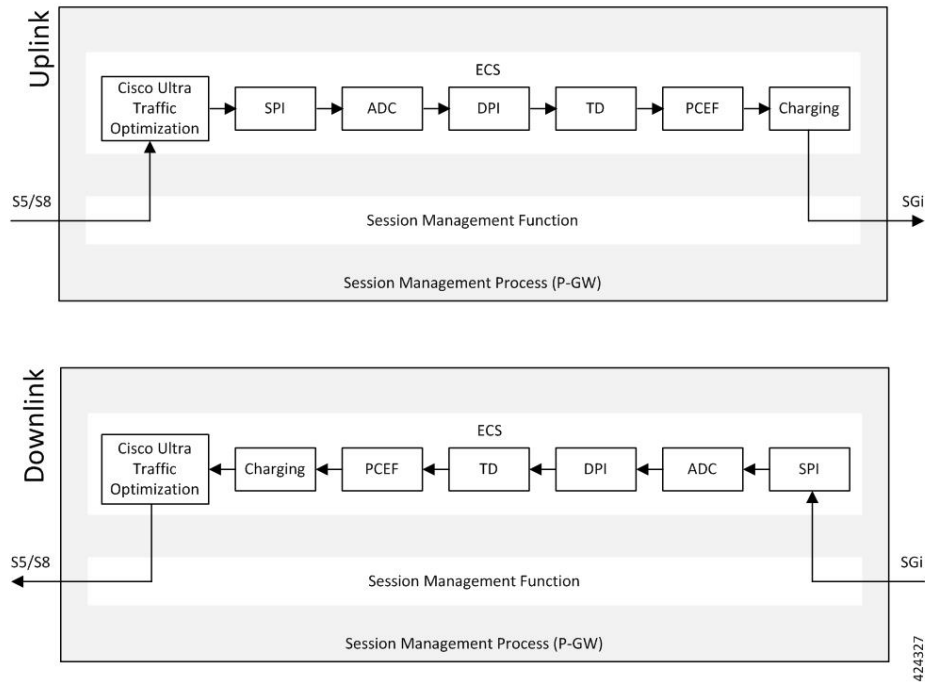 Uplink
ECS
Cisco Ultra
Traffic
Optimization
SPI
ADC
DPI
TD
PCEF
Charging
S5/S8
SGi
Session Management Function
Session Management Process (P-GW)
Downlink
ECS
Cisco Ultra
Traffic
Optimization
Charging
PCEF
TD
DPI
ADC
SPI
S5/S8
SGi
Session Management Function
Session Management Process (P-GW)
424327